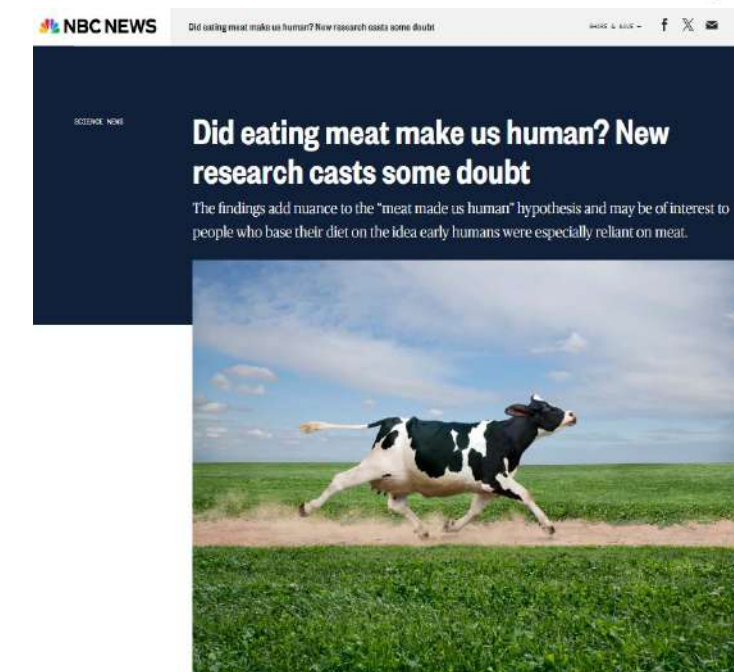 NBC NEWS
Did eating meat make us human? New research casts some doubt
SHARE & SAVE –
SCIENCE NEWS
Did eating meat make us human? New
research casts some doubt
The findings add nuance to the "meat made us human" hypothesis and may be of interest to
people who base their diet on the idea early humans were especially reliant on meat.